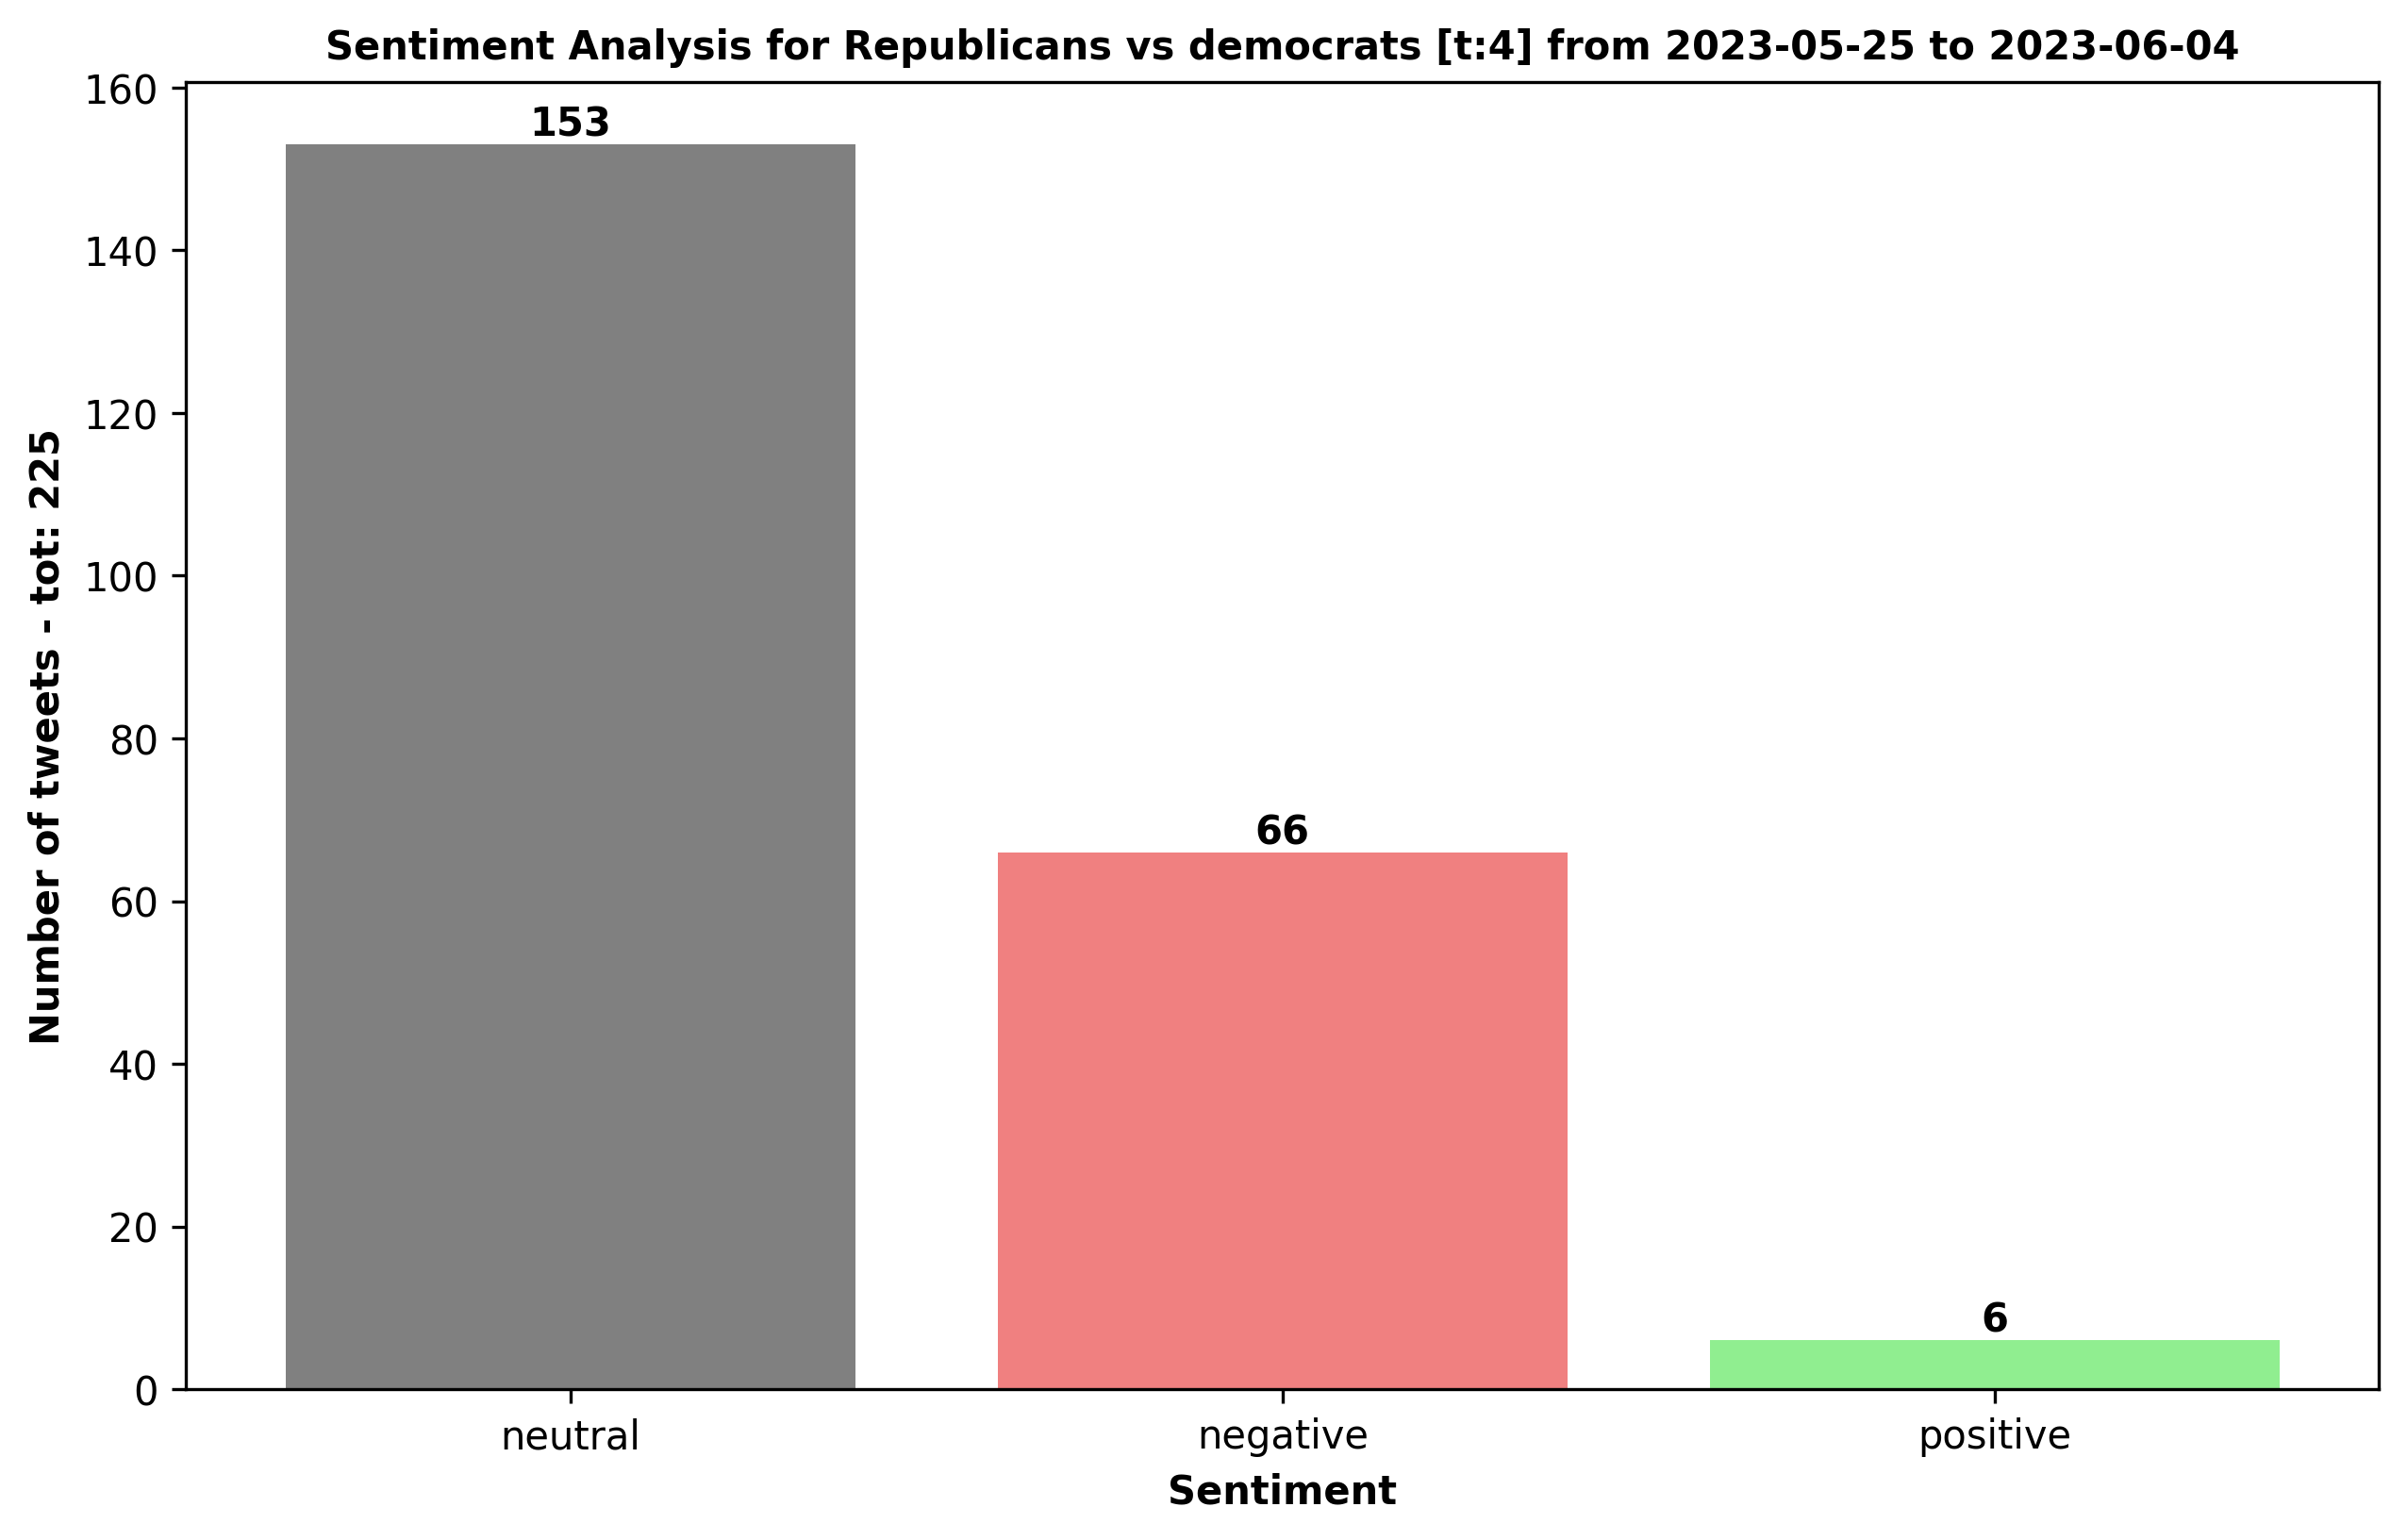 Sentiment Analysis for Republicans vs democrats [t:4] from 2023-05-25 to 2023-06-04
Number of tweets - tot: 225
160
140
120
100
80
60
40
20
0
153
66
6
neutral
negative
positive
Sentiment